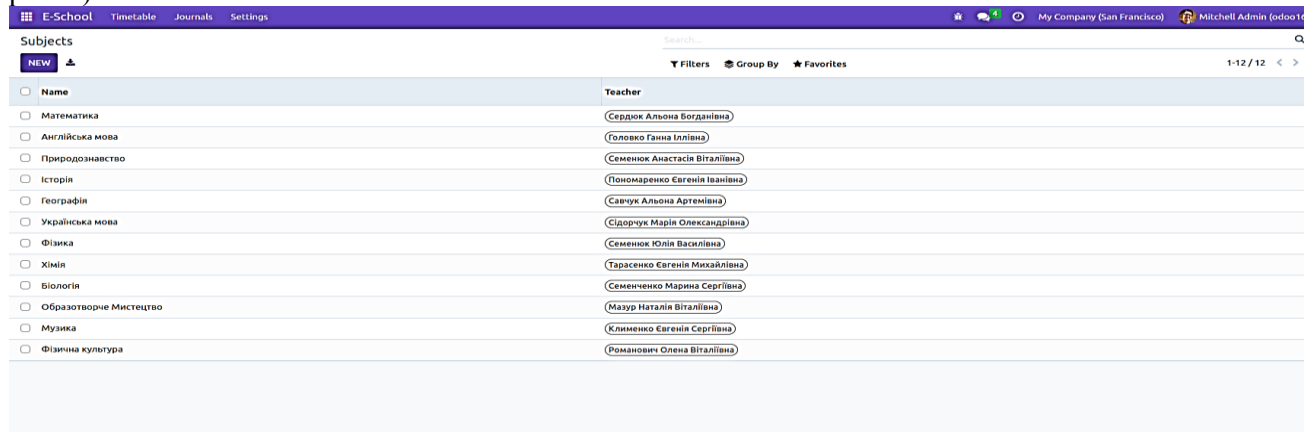 E-School Timetable Journals Settings 4 My Company (San Francisco) Mitchell Admin (odoo16
Subjects Search...
NEW Filters Group By Favorites 1-12 / 12
Name Teacher
Математика Сердюк Альона Богданівна
Англійська мова Головко Ганна Іллівна
Природознавство Семенюк Анастасія Віталіївна
Історія Пономаренко Євгенія Іванівна
Географія Савчук Альона Артемівна
Українська мова Сідорчук Марія Олександрівна
Фізика Семенюк Юлія Василівна
Хімія Тарасенко Євгенія Михайлівна
Біологія Семенченко Марина Сергіївна
Образотворче Мистецтво Мазур Наталія Віталіївна
Музика Клименко Євгенія Сергіївна
Фізична культура Романович Олена Віталіївна